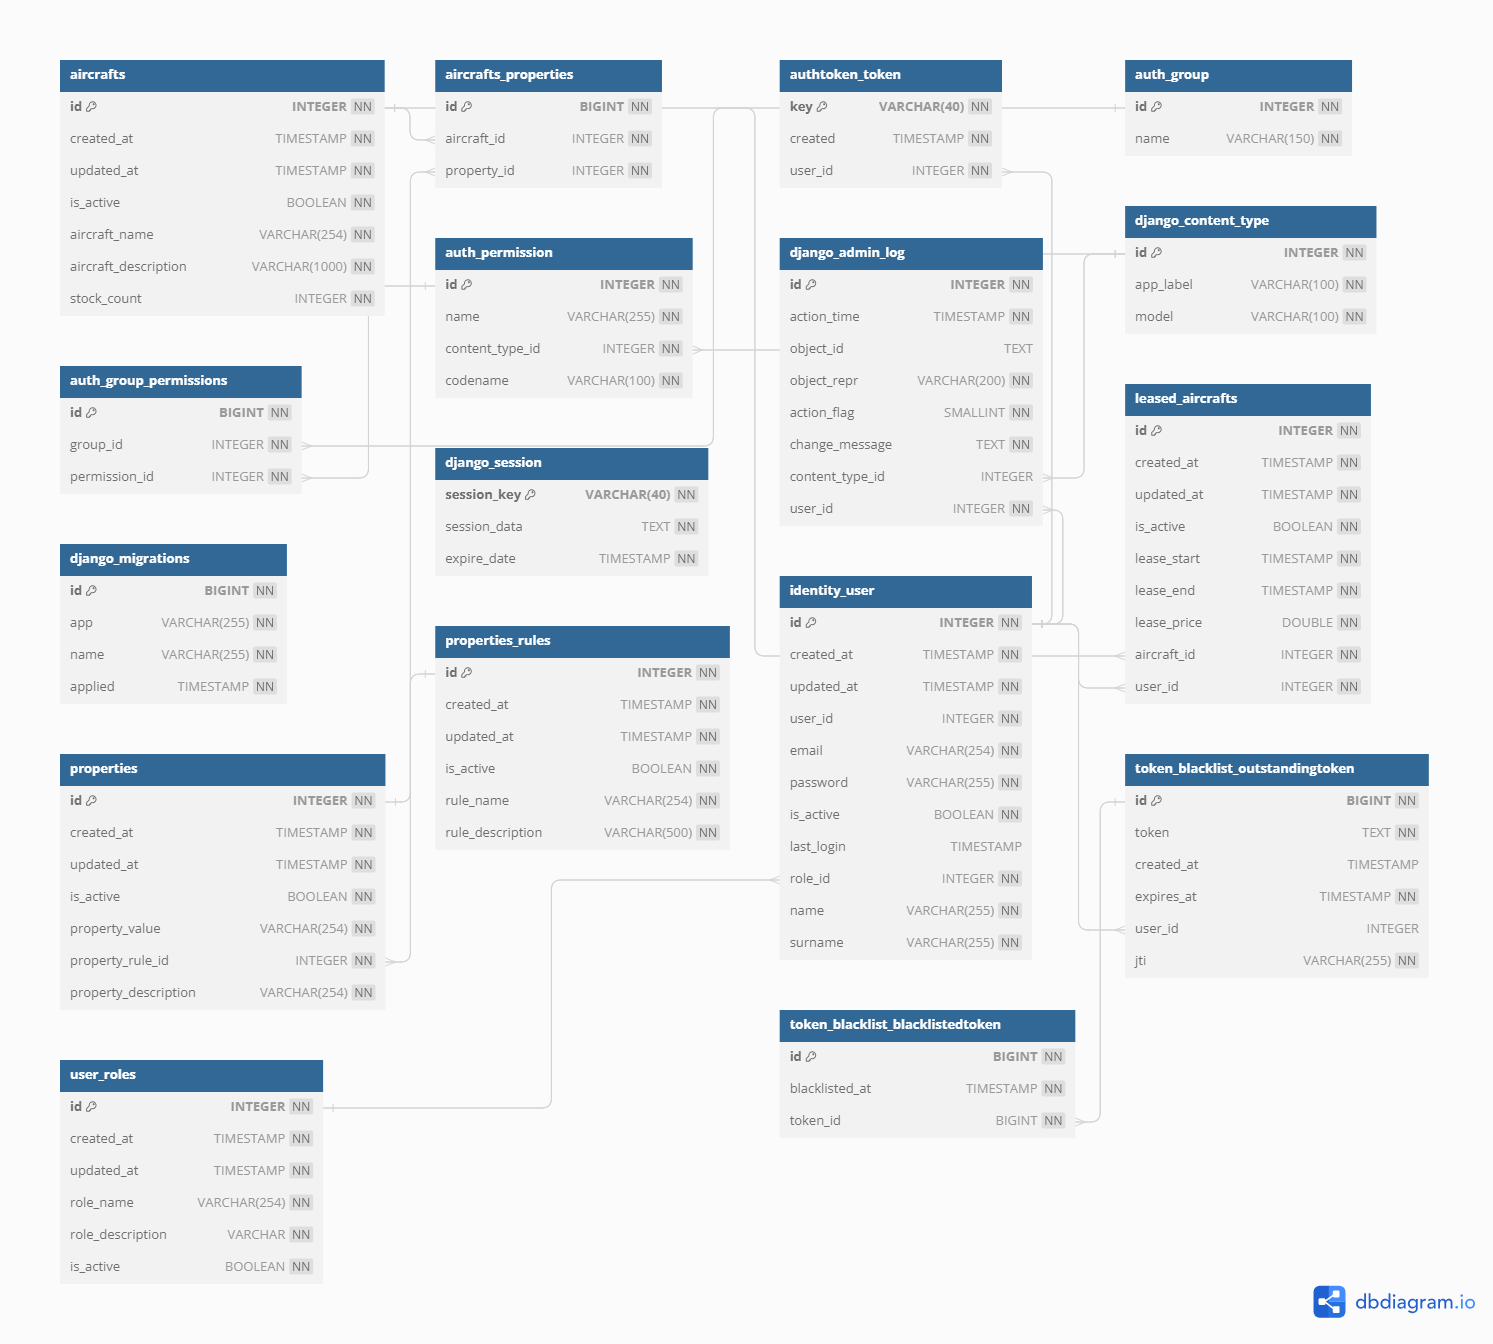 aircrafts
id INTEGER NN
created_at TIMESTAMP NN
updated_at TIMESTAMP NN
is_active BOOLEAN NN
aircraft_name VARCHAR(254) NN
aircraft_description VARCHAR(1000) NN
stock_count INTEGER NN
auth_group_permissions
id BIGINT NN
group_id INTEGER NN
permission_id INTEGER NN
django_migrations
id BIGINT NN
app VARCHAR(255) NN
name VARCHAR(255) NN
applied TIMESTAMP NN
properties
id INTEGER NN
created_at TIMESTAMP NN
updated_at TIMESTAMP NN
is_active BOOLEAN NN
property_value VARCHAR(254) NN
property_rule_id INTEGER NN
property_description VARCHAR(254) NN
user_roles
id INTEGER NN
created_at TIMESTAMP NN
updated_at TIMESTAMP NN
role_name VARCHAR(254) NN
role_description VARCHAR NN
is_active BOOLEAN NN
aircrafts_properties
id BIGINT NN
aircraft_id INTEGER NN
property_id INTEGER NN
auth_permission
id INTEGER NN
name VARCHAR(255) NN
content_type_id INTEGER NN
codename VARCHAR(100) NN
django_session
session_key VARCHAR(40) NN
session_data TEXT NN
expire_date TIMESTAMP NN
properties_rules
id INTEGER NN
created_at TIMESTAMP NN
updated_at TIMESTAMP NN
is_active BOOLEAN NN
rule_name VARCHAR(254) NN
rule_description VARCHAR(500) NN
authtoken_token
key VARCHAR(40) NN
created TIMESTAMP NN
user_id INTEGER NN
django_admin_log
id INTEGER NN
action_time TIMESTAMP NN
object_id TEXT
object_repr VARCHAR(200) NN
action_flag SMALLINT NN
change_message TEXT NN
content_type_id INTEGER
user_id INTEGER NN
identity_user
id INTEGER NN
created_at TIMESTAMP NN
updated_at TIMESTAMP NN
user_id INTEGER NN
email VARCHAR(254) NN
password VARCHAR(255) NN
is_active BOOLEAN NN
last_login TIMESTAMP
role_id INTEGER NN
name VARCHAR(255) NN
surname VARCHAR(255) NN
token_blacklist_blacklistedtoken
id BIGINT NN
blacklisted_at TIMESTAMP NN
token_id BIGINT NN
auth_group
id INTEGER NN
name VARCHAR(150) NN
django_content_type
id INTEGER NN
app_label VARCHAR(100) NN
model VARCHAR(100) NN
leased_aircrafts
id INTEGER NN
created_at TIMESTAMP NN
updated_at TIMESTAMP NN
is_active BOOLEAN NN
lease_start TIMESTAMP NN
lease_end TIMESTAMP NN
lease_price DOUBLE NN
aircraft_id INTEGER NN
user_id INTEGER NN
token_blacklist_outstandingtoken
id BIGINT NN
token TEXT NN
created_at TIMESTAMP
expires_at TIMESTAMP NN
user_id INTEGER
jti VARCHAR(255) NN
dbdiagram.io